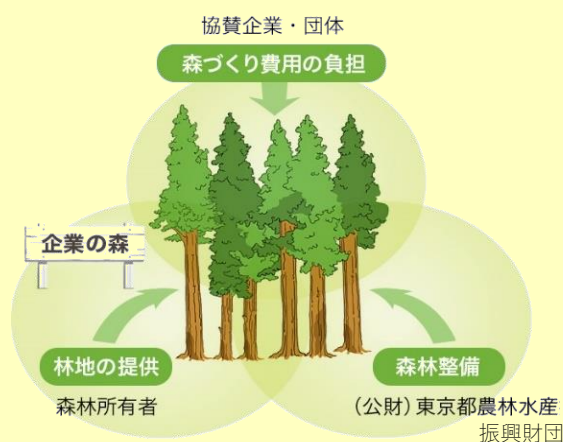 協賛企業・団体
森づくり費用の負担
企業の森
林地の提供
森林所有者
森林整備
（公財）東京都農林水産
振興財団